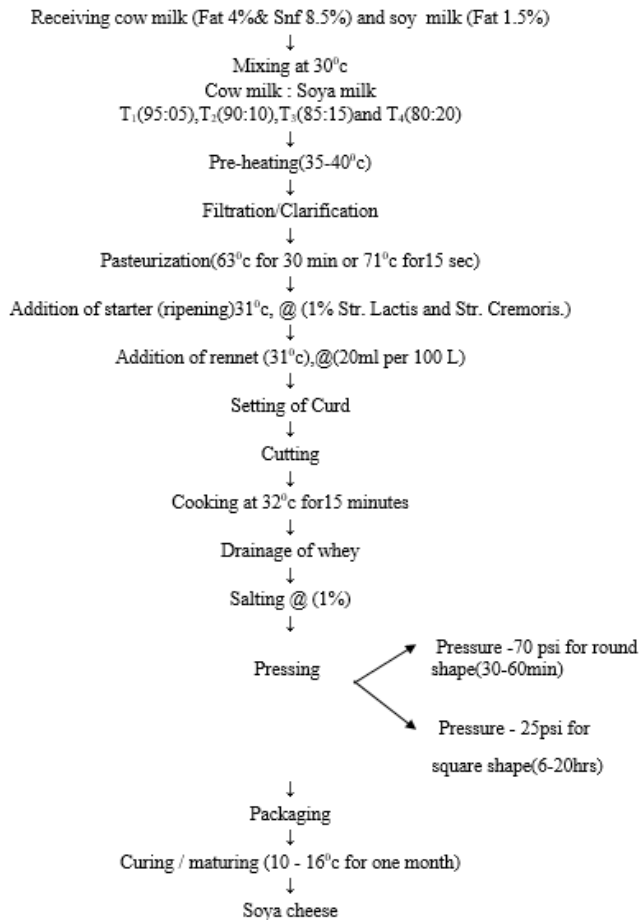 Receiving cow milk (Fat 4%& Snf 8.5%) and soy milk (Fat 1.5%)
↓
Mixing at 30⁰c
Cow milk : Soya milk
T₁(95:05),T₂(90:10),T₃(85:15)and T₄(80:20)
↓
Pre-heating(35-40⁰c)
↓
Filtration/Clarification
↓
Pasteurization(63⁰c for 30 min or 71⁰c for15 sec)
↓
Addition of starter (ripening)31⁰c, @ (1% Str. Lactis and Str. Cremoris.)
↓
Addition of rennet (31⁰c),@(20ml per 100 L)
↓
Setting of Curd
↓
Cutting
↓
Cooking at 32⁰c for15 minutes
↓
Drainage of whey
↓
Salting @ (1%)
↓
Pressing
Pressure -70 psi for round
shape(30-60min)
Pressure - 25psi for
square shape(6-20hrs)
↓
Packaging
↓
Curing / maturing (10 - 16⁰c for one month)
↓
Soya cheese